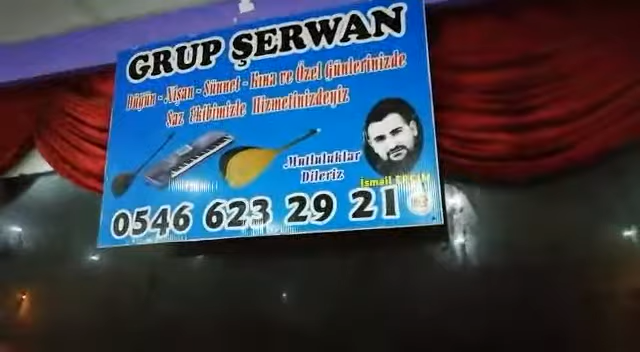 GRUP ŞERWAN
Düğün - Nişan - Sünnet - Kına ve Özel Günlerinizde
Saz Ekibimizle Hizmetinizdeyiz
Mutluluklar
Dileriz
İsmail
0546 623 29 21